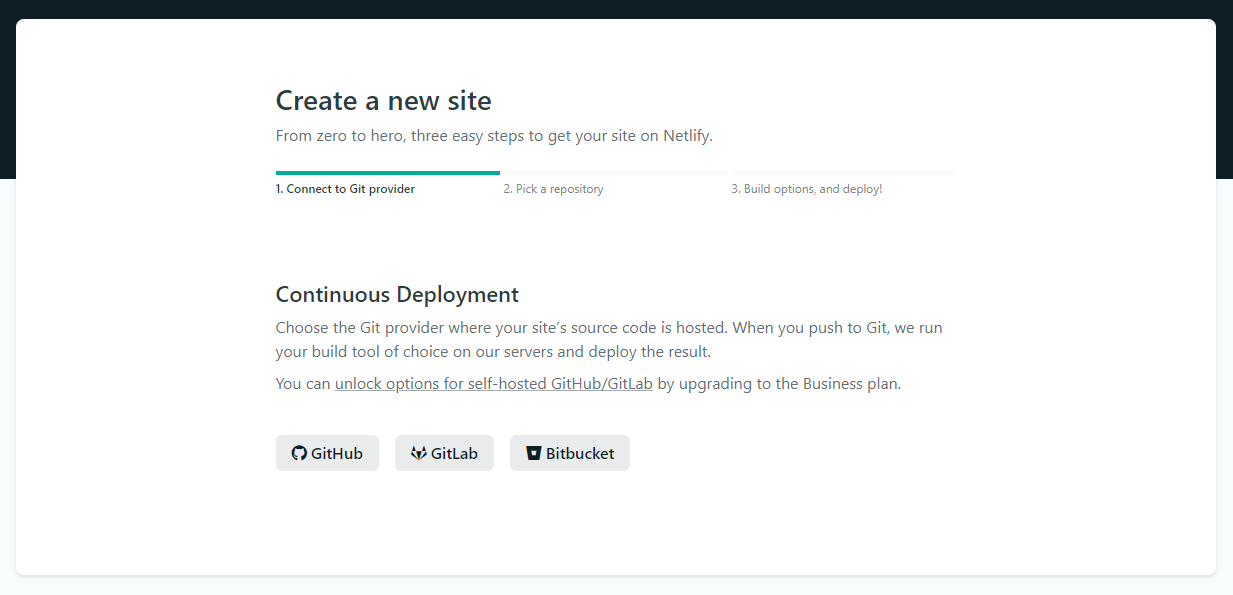 Create a new site
From zero to hero, three easy steps to get your site on Netlify.
1. Connect to Git provider
2. Pick a repository
3. Build options, and deploy!
Continuous Deployment
Choose the Git provider where your site’s source code is hosted. When you push to Git, we run
your build tool of choice on our servers and deploy the result.
You can unlock options for self-hosted GitHub/GitLab by upgrading to the Business plan.
GitHub
GitLab
Bitbucket